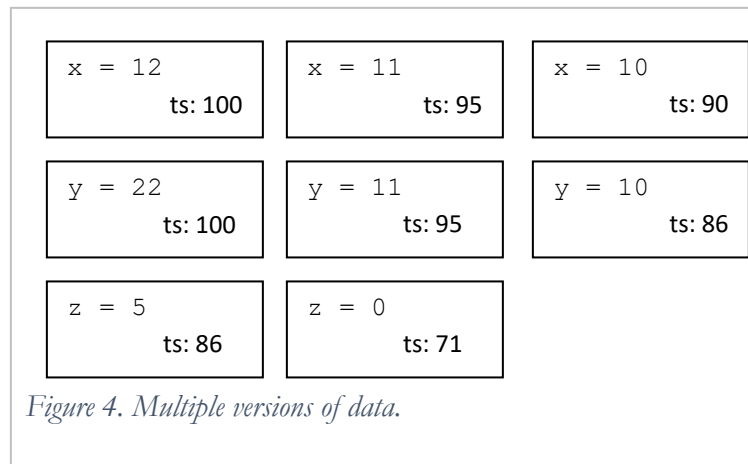 x = 12 x = 11 x = 10
ts: 100 ts: 95 ts: 90
y = 22 y = 11 y = 10
ts: 100 ts: 95 ts: 86
z = 5 z = 0
ts: 86 ts: 71
Figure 4. Multiple versions of data.